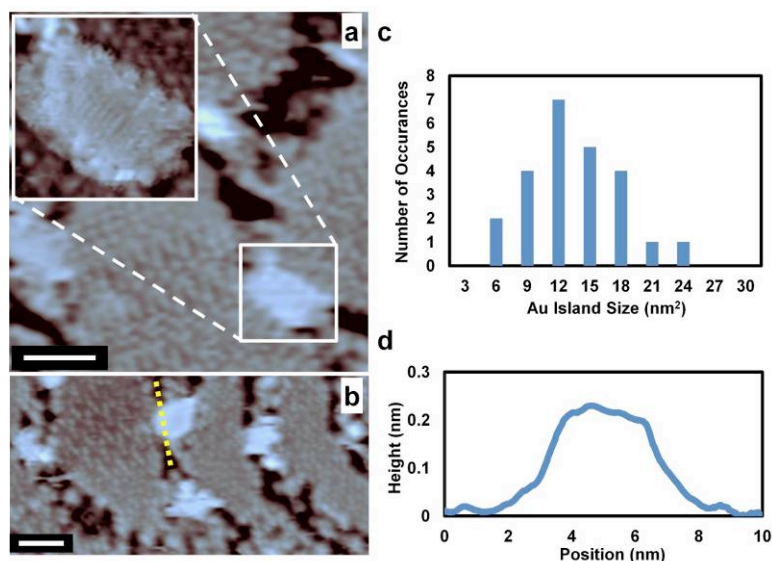 a
b
c
8
7
6
5
4
3
2
1
0
Number of Occurances
3 6 9 12 15 18 21 24 27 30
Au Island Size (nm²)
d
0.3
0.2
0.1
0
Height (nm)
0 2 4 6 8 10
Position (nm)